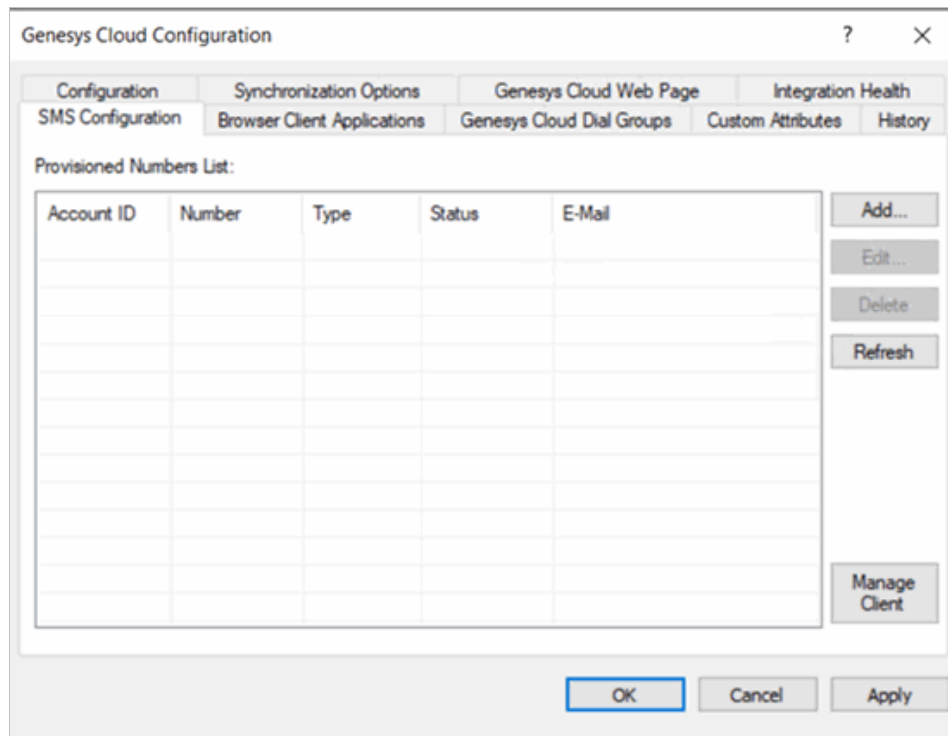 Genesys Cloud Configuration ?
Configuration Synchronization Options Genesys Cloud Web Page Integration Health
SMS Configuration Browser Client Applications Genesys Cloud Dial Groups Custom Attributes History
Provisioned Numbers List:
Account ID Number Type Status E-Mail
Add...
Edit...
Delete
Refresh
Manage
Client
OK Cancel Apply